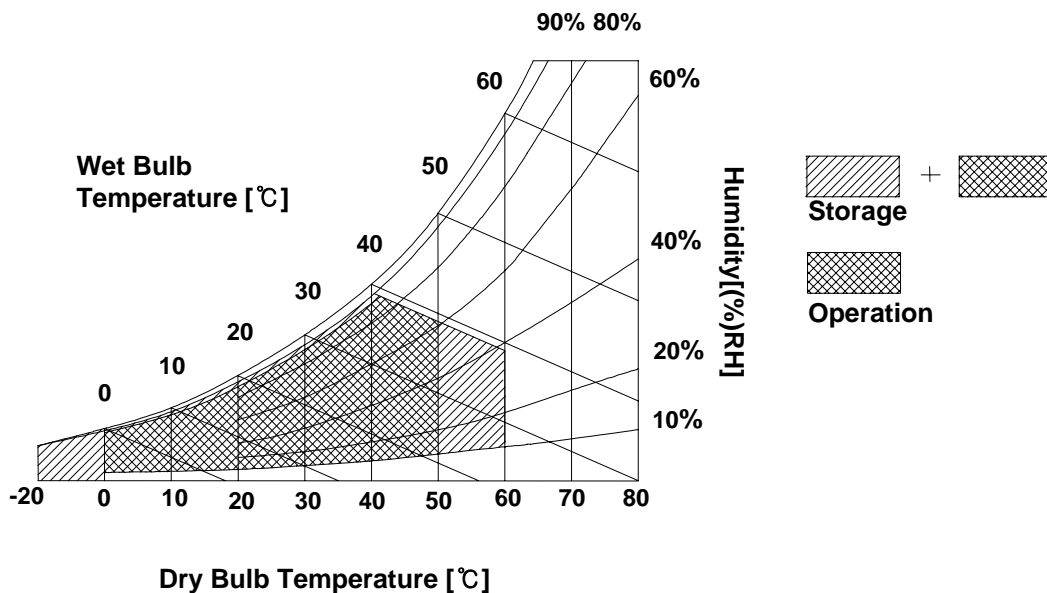 90% 80%
60
60%
50
Wet Bulb
Temperature [℃]
40
40%
30
20
20%
10
0
10%
Humidity[(%)RH]
-20 0 10 20 30 40 50 60 70 80
Dry Bulb Temperature [℃]
+
Storage
Operation